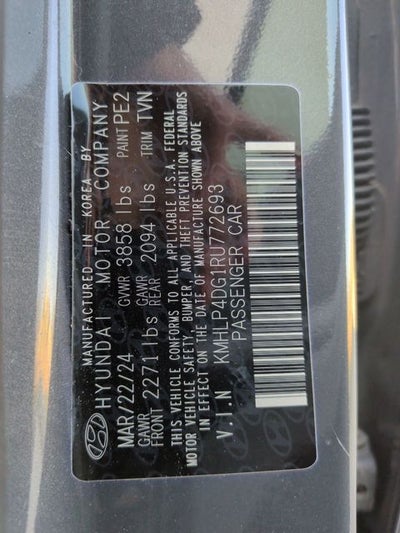 MANUFACTURED IN KOREA BY
HYUNDAI MOTOR COMPANY PAINT PE2
MAR/22/24 GVWR 3858 lbs TRIM TVN
GAWR FRONT 2271 lbs GAWR REAR 2094 lbs
THIS VEHICLE CONFORMS TO ALL APPLICABLE U.S.A. FEDERAL
MOTOR VEHICLE SAFETY, BUMPER, AND THEFT PREVENTION STANDARDS
IN EFFECT ON THE DATE OF MANUFACTURE SHOWN ABOVE
V.I.N KMHLP4DG1RU772693
PASSENGER CAR